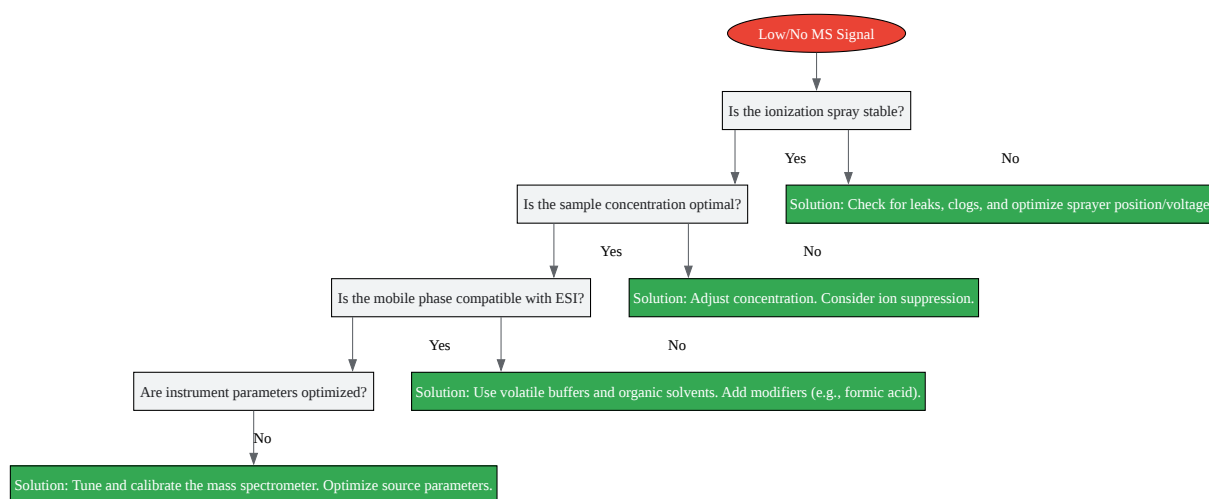 Low/No MS Signal
Is the ionization spray stable?
Yes
No
Is the sample concentration optimal?
Solution: Check for leaks, clogs, and optimize sprayer position/voltage
Yes
No
Is the mobile phase compatible with ESI?
Solution: Adjust concentration. Consider ion suppression.
Yes
No
Are instrument parameters optimized?
Solution: Use volatile buffers and organic solvents. Add modifiers (e.g., formic acid).
No
Solution: Tune and calibrate the mass spectrometer. Optimize source parameters.